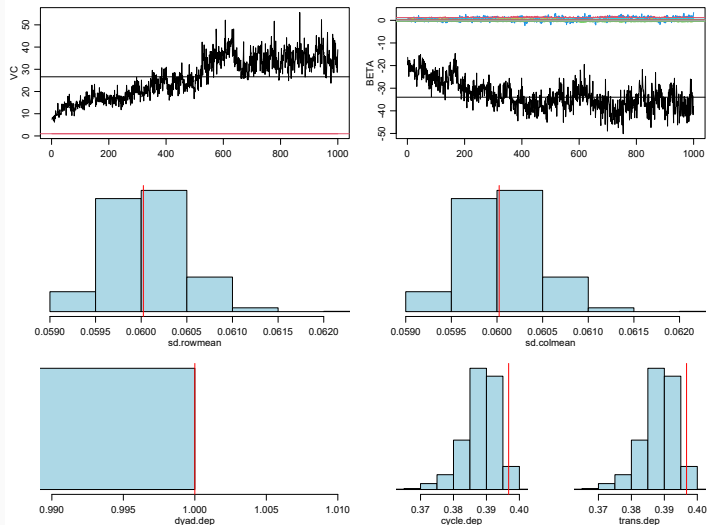 VC
0 10 20 30 40 50
0 200 400 600 800 1000
BETA
-50 -40 -30 -20 -10 0
0 200 400 600 800 1000
0.0590 0.0595 0.0600 0.0605 0.0610 0.0615 0.0620
sd.rowmean
0.0590 0.0595 0.0600 0.0605 0.0610 0.0615 0.0620
sd.colmean
0.990 0.995 1.000 1.005 1.010
dyad.dep
0.37 0.38 0.39 0.40
cycle.dep
0.37 0.38 0.39 0.40
trans.dep